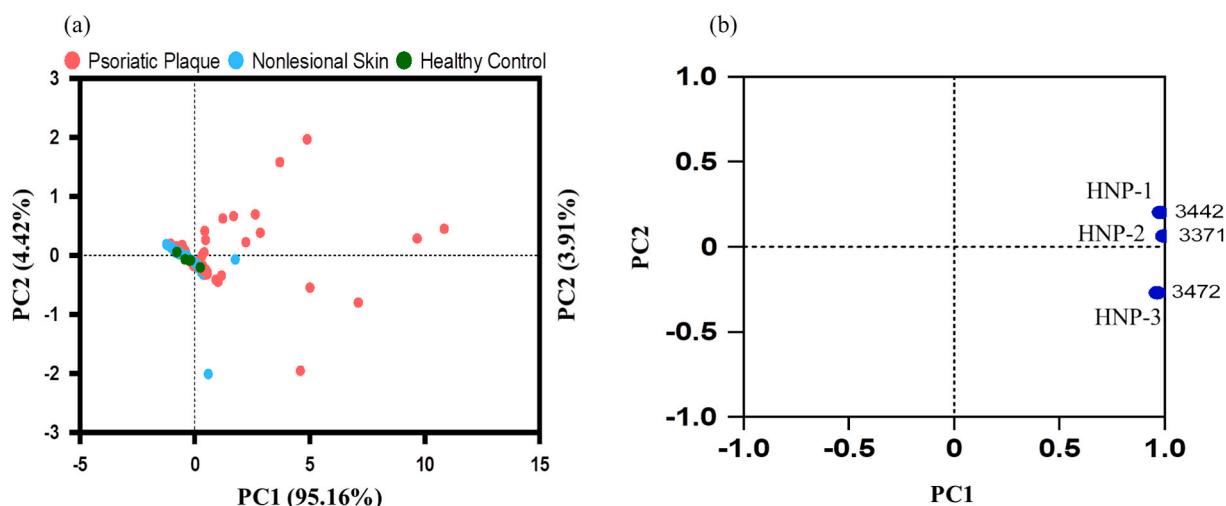 (a)
Psoriatic Plaque Nonlesional Skin Healthy Control
3
2
1
0
-1
-2
-3
-5 0 5 10 15
PC2 (4.42%)
PC1 (95.16%)
PC2 (3.91%)
(b)
1.0
0.5
0
-0.5
-1.0
-1.0 -0.5 0 0.5 1.0
PC2
PC1
HNP-1
3442
HNP-2 3371
3472
HNP-3